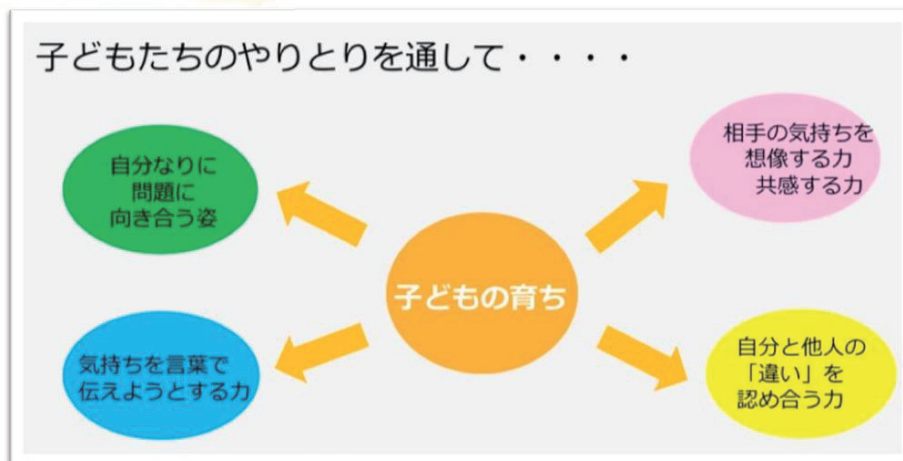 子どもたちのやりとりを通して・・・・
自分なりに
問題に
向き合う姿
相手の気持ちを
想像する力
共感する力
子どもの育ち
気持ちを言葉で
伝えようとする力
自分と他人の
「違い」を
認め合う力